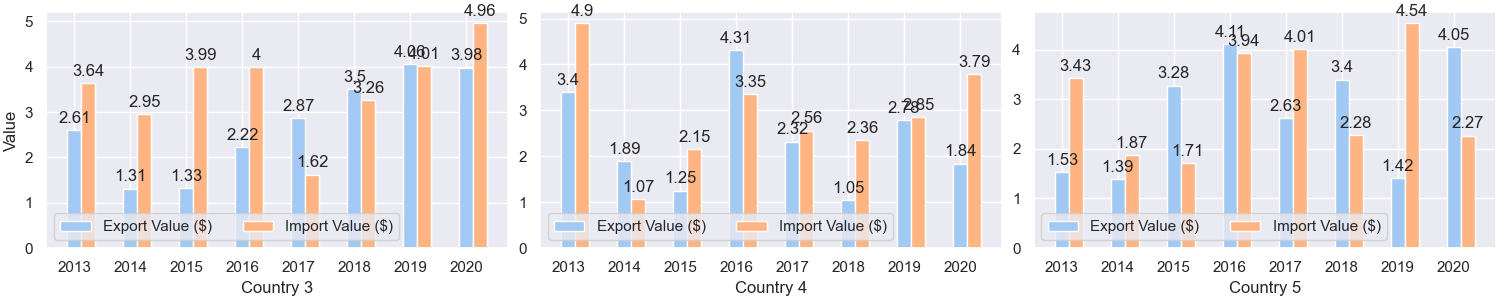 Value
5
4
3
2
1
0
2.61 3.64 1.31 2.95 1.33 3.99 2.22 4 2.87 1.62 3.5 3.26 4.06 4.01 3.98 4.96
Export Value ($) Import Value ($)
2013 2014 2015 2016 2017 2018 2019 2020
Country 3
5
4
3
2
1
0
3.4 4.9 1.89 1.07 1.25 2.15 4.31 3.35 2.32 2.56 1.05 2.36 2.78 2.85 1.84 3.79
Export Value ($) Import Value ($)
2013 2014 2015 2016 2017 2018 2019 2020
Country 4
4
3
2
1
0
1.53 3.43 1.39 1.87 3.28 1.71 4.11 3.94 2.63 4.01 3.4 2.28 1.42 4.54 4.05 2.27
Export Value ($) Import Value ($)
2013 2014 2015 2016 2017 2018 2019 2020
Country 5